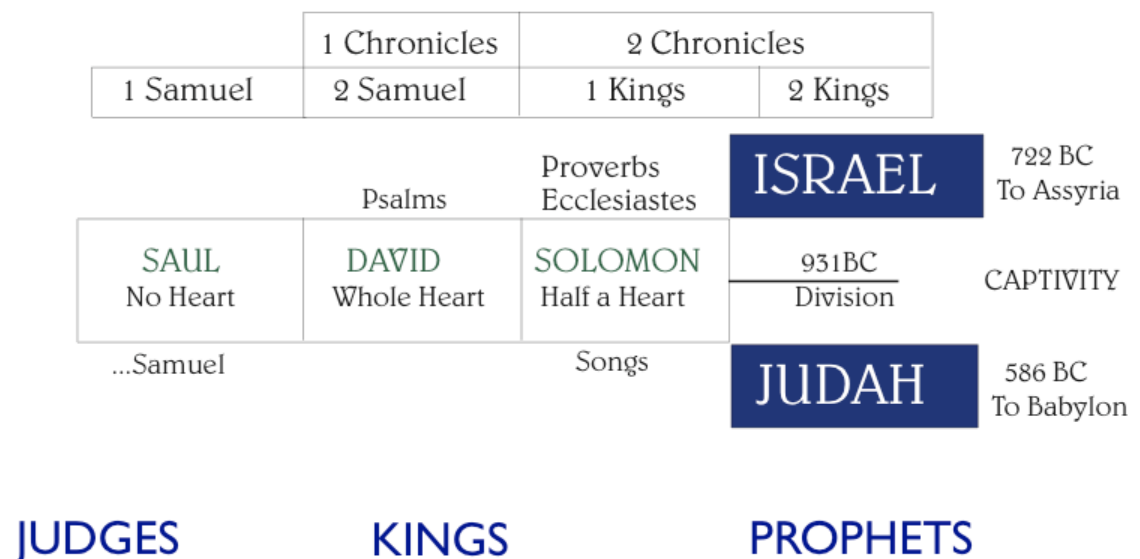 1 Chronicles 2 Chronicles
1 Samuel 2 Samuel 1 Kings 2 Kings
ISRAEL
722 BC
To Assyria
Psalms
Proverbs
Ecclesiastes
SAUL
No Heart
DAVID
Whole Heart
SOLOMON
Half a Heart
931BC
Division
CAPTIVITY
...Samuel
Songs
JUDAH
586 BC
To Babylon
JUDGES KINGS PROPHETS